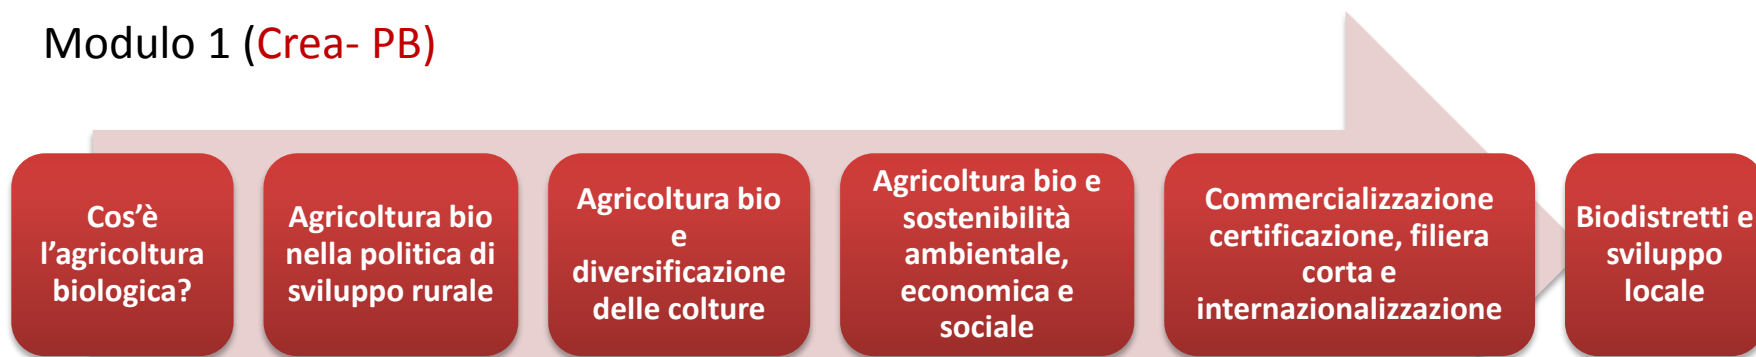 Modulo 1 (Crea- PB)
Cos’è
l’agricoltura
biologica?
Agricoltura bio
nella politica di
sviluppo rurale
Agricoltura bio
e
diversificazione
delle colture
Agricoltura bio e
sostenibilità
ambientale,
economica e
sociale
Commercializzazione
certificazione, filiera
corta e
internazionalizzazione
Biodistretti e
sviluppo
locale